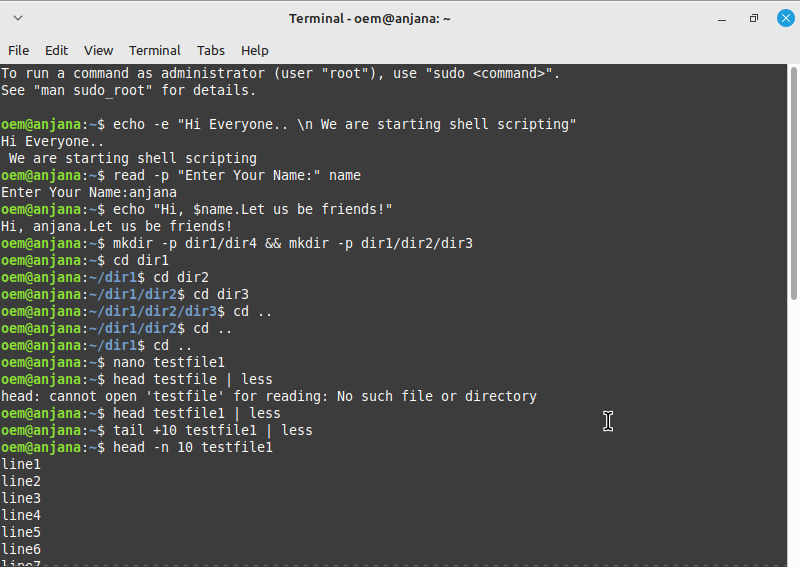 Terminal - oem@anjana: ~
File Edit View Terminal Tabs Help
To run a command as administrator (user "root"), use "sudo <command>".
See "man sudo_root" for details.
oem@anjana:~$ echo -e "Hi Everyone.. \n We are starting shell scripting"
Hi Everyone..
 We are starting shell scripting
oem@anjana:~$ read -p "Enter Your Name:" name
Enter Your Name:anjana
oem@anjana:~$ echo "Hi, $name.Let us be friends!"
Hi, anjana.Let us be friends!
oem@anjana:~$ mkdir -p dir1/dir4 && mkdir -p dir1/dir2/dir3
oem@anjana:~$ cd dir1
oem@anjana:~/dir1$ cd dir2
oem@anjana:~/dir1/dir2$ cd dir3
oem@anjana:~/dir1/dir2/dir3$ cd ..
oem@anjana:~/dir1/dir2$ cd ..
oem@anjana:~/dir1$ cd ..
oem@anjana:~$ nano testfile1
oem@anjana:~$ head testfile | less
head: cannot open 'testfile' for reading: No such file or directory
oem@anjana:~$ head testfile1 | less
oem@anjana:~$ tail +10 testfile1 | less
oem@anjana:~$ head -n 10 testfile1
line1
line2
line3
line4
line5
line6
line7